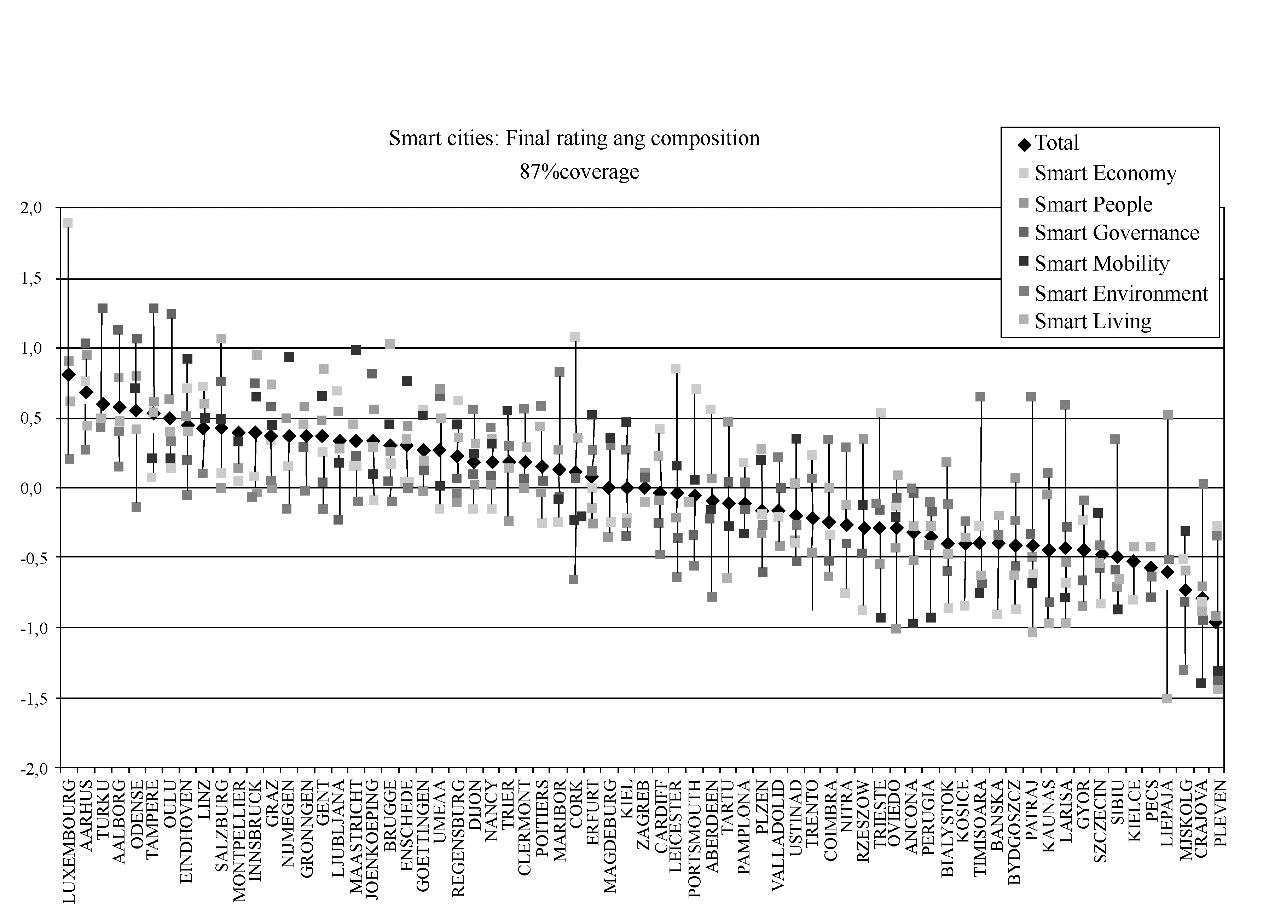 Smart cities: Final rating ang composition
87%coverage
Total
Smart Economy
Smart People
Smart Governance
Smart Mobility
Smart Environment
Smart Living
2,0
1,5
1,0
0,5
0,0
-0,5
-1,0
-1,5
-2,0
LUXEMBOURG
AARHUS
TURKU
AALBORG
ODENSE
TAMPERE
OULU
EINDHOVEN
LINZ
SALZBURG
MONTPELLIER
INNSBRUCK
GRAZ
NIJMEGEN
GRONNGEN
GENT
LJUBLJANA
MAASTRICHT
JOENKOEPING
BRUGGE
ENSCHEDE
GOETTINGEN
UMEAA
REGENSBURG
DIJON
NANCY
TRIER
CLERMONT
POITIERS
MARIBOR
CORK
ERFURT
MAGDEBURG
KIEL
ZAGREB
CARDIFF
LEICESTER
PORTSMOUTH
ABERDEEN
TARTU
PAMPLONA
PLZEN
VALLADOLID
USTINAD
TRENTO
COIMBRA
NITRA
RZESZOW
TRIESTE
OVIEDO
ANCONA
PERUGIA
BIALYSTOK
KOSICE
TIMISOARA
BANSKA
BYDGOSZCZ
PATRAJ
KAUNAS
LARISA
GYOR
SZCZECIN
SIBIU
KIELCE
PECS
LIEPAJA
MISKOLG
CRAJOVA
PLEVEN